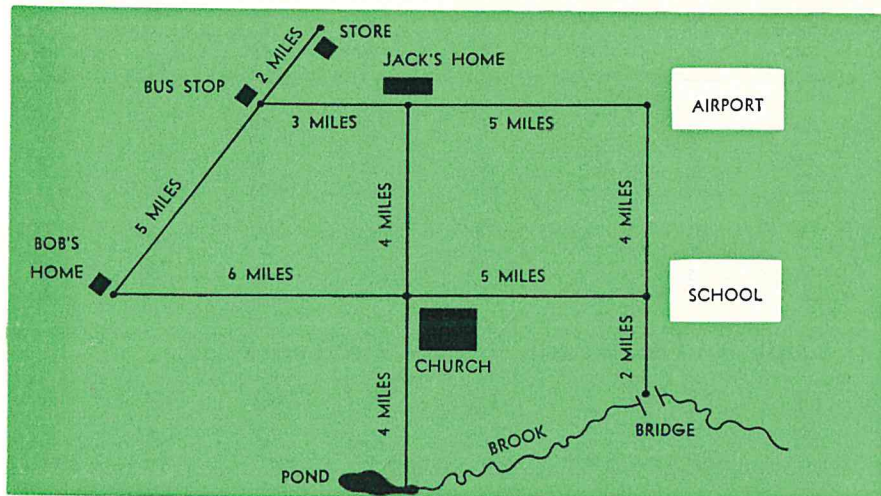 STORE
2 MILES
JACK'S HOME
BUS STOP
AIRPORT
3 MILES
5 MILES
5 MILES
4 MILES
4 MILES
BOB'S
HOME
6 MILES
5 MILES
SCHOOL
CHURCH
2 MILES
4 MILES
BROOK
BRIDGE
POND